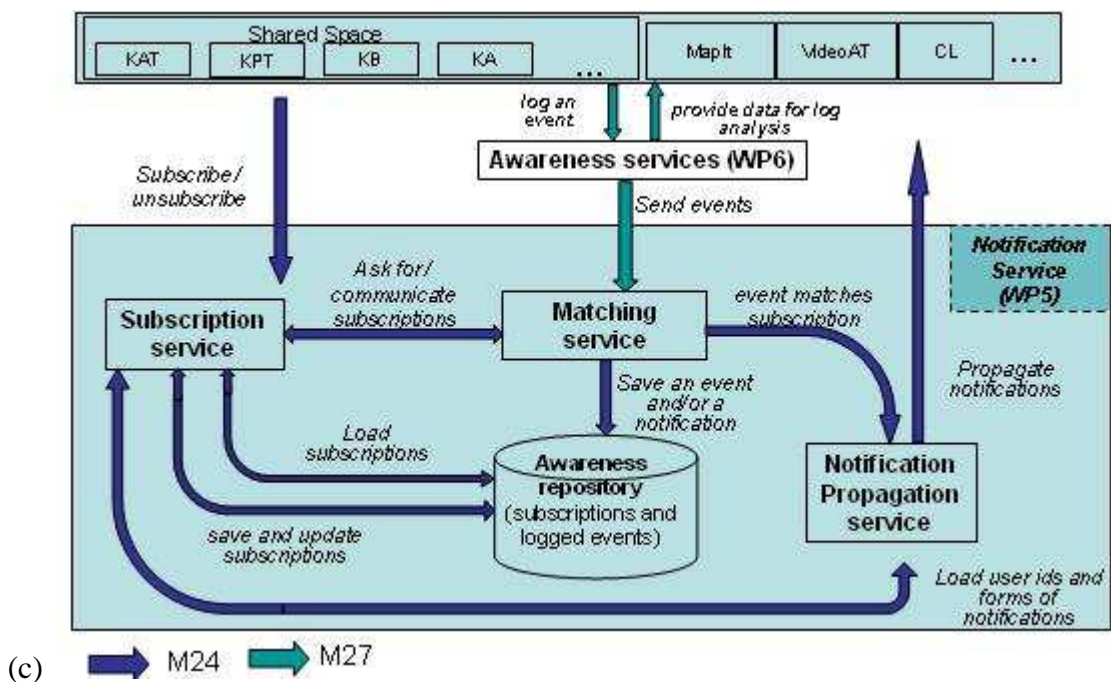 Shared Space
KAT
KPT
KB
KA
...
MapIt
VideoAT
CL
...
log an
event
provide data for log
analysis
Awareness services (WP6)
Subscribe/
unsubscribe
Send events
Notification
Service
(WP5)
Ask for/
communicate
subscriptions
Subscription
service
Matching
service
event matches
subscription
Save an event
and/or a
notification
Propagate
notifications
Load
subscriptions
Awareness
repository
(subscriptions and
logged events)
Notification
Propagation
service
save and update
subscriptions
Load user ids and
forms of
notifications
(c)
M24
M27